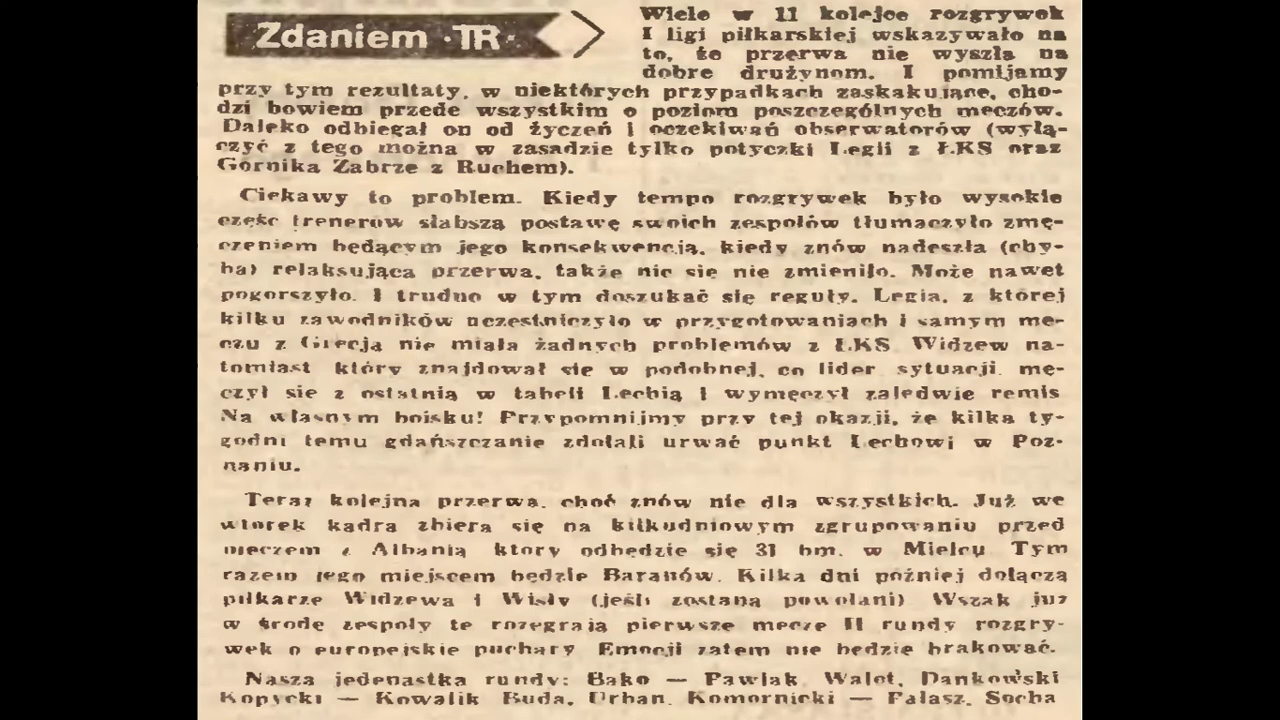 Zdaniem ·TR·
Wiele w 11 kolejce rozgrywek
I ligi piłkarskiej wskazywało na
to, że przerwa nie wyszła na
dobre drużynom. I pomijamy
przy tym rezultaty, w niektórych przypadkach zaskakujące, cho-
dzi bowiem przede wszystkim o poziom poszczególnych meczów.
Daleko odbiegał on od życzeń i oczekiwań obserwatorów (wyłą-
czyć z tego można w zasadzie tylko potyczki Legii z ŁKS oraz
Górnika Zabrze z Ruchem).
Ciekawy to problem. Kiedy tempo rozgrywek było wysokie
część trenerów słabszą postawę swoich zespołów tłumaczyło zmę-
czeniem będącym jego konsekwencją, kiedy znów nadeszła (chy-
ba) relaksująca przerwa, także nic się nie zmieniło. Może nawet
pogorszyło. I trudno w tym doszukać się reguły. Legia, z której
kilku zawodników uczestniczyło w przygotowaniach i samym me-
czu z Grecją nie miała żadnych problemów z ŁKS Widzew na-
tomiast który znajdował się w podobnej, co lider sytuacji, mę-
czył się z ostatnią w tabeli Lechią i wymęczył zaledwie remis
Na własnym boisku! Przypomnijmy przy tej okazji, że kilka ty-
godni temu gdańszczanie zdołali urwać punkt Lechowi w Poz-
naniu.
Teraz kolejna przerwa, choć znów nie dla wszystkich. Już we
wtorek kadra zbiera się na kilkudniowym zgrupowaniu przed
meczem z Albanią który odbędzie się 31 bm. w Mielcu Tym
razem jego miejscem będzie Baranów. Kilka dni później dołączą
piłkarze Widzewa i Wisły (jeśli zostaną powołani) Wszak już
w środę zespoły te rozegrają pierwsze mecze II rundy rozgry-
wek o europejskie puchary Emocji zatem nie będzie brakować.
Nasza jedenastka rundy: Bako — Pawlak, Walot, Dankowski
Kopycki — Kowalik Buda, Urban, Komornicki — Pałasz, Socha